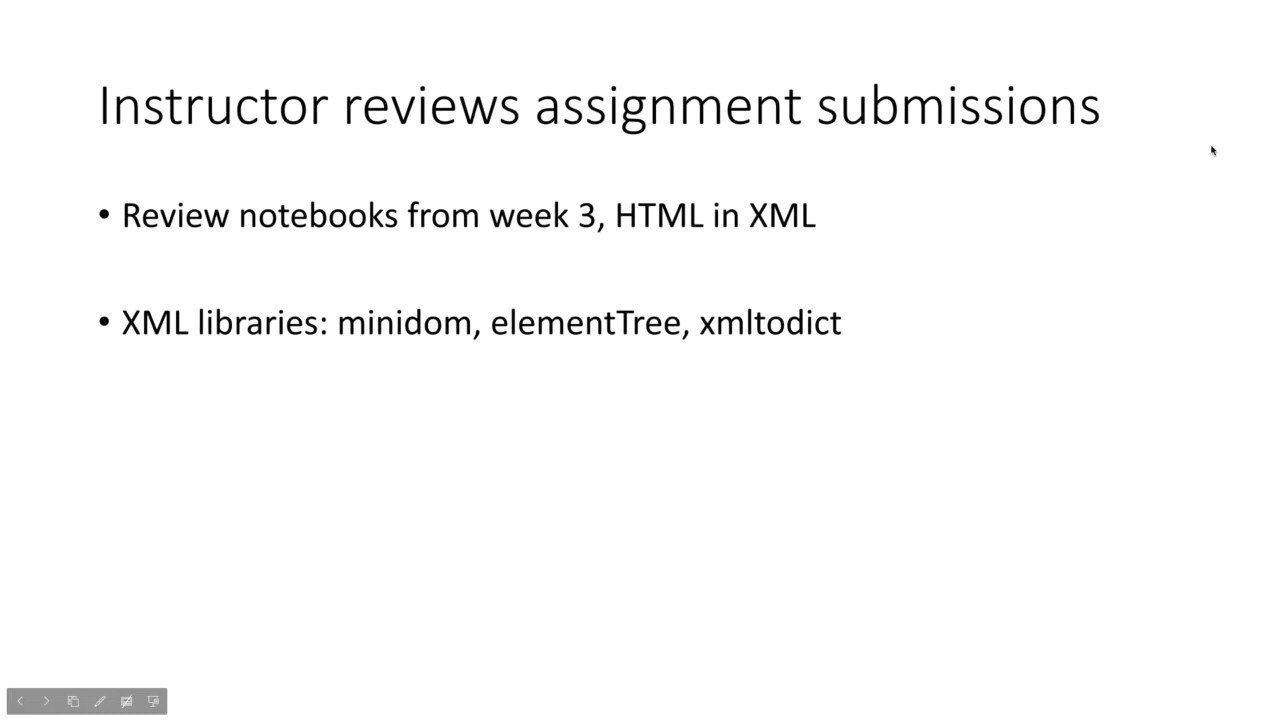 Instructor reviews assignment submissions
• Review notebooks from week 3, HTML in XML
• XML libraries: minidom, elementTree, xmltodict